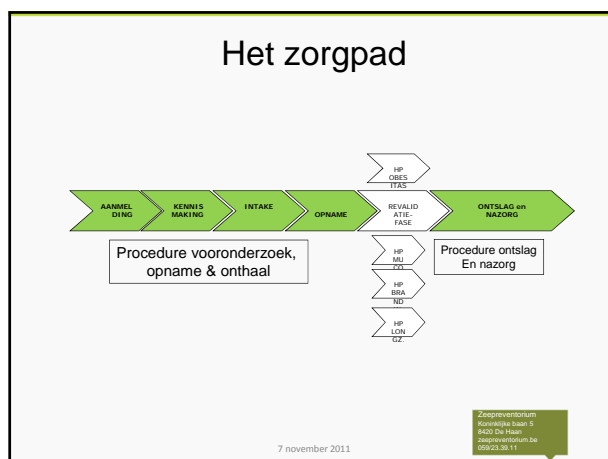 Het zorgpad
HP
OBES
ITAS
AANMEL
DING
KENNIS
MAKING
INTAKE
OPNAME
REVALID
ATIE-
FASE
ONTSLAG en
NAZORG
Procedure vooronderzoek,
opname & onthaal
HP
MU
CO
HP
BRA
ND
HP
LON
GZ.
Procedure ontslag
En nazorg
7 november 2011
Zeepreventorium
Koninklijke baan 5
8420 De Haan
zeepreventorium.be
059/23.39.11